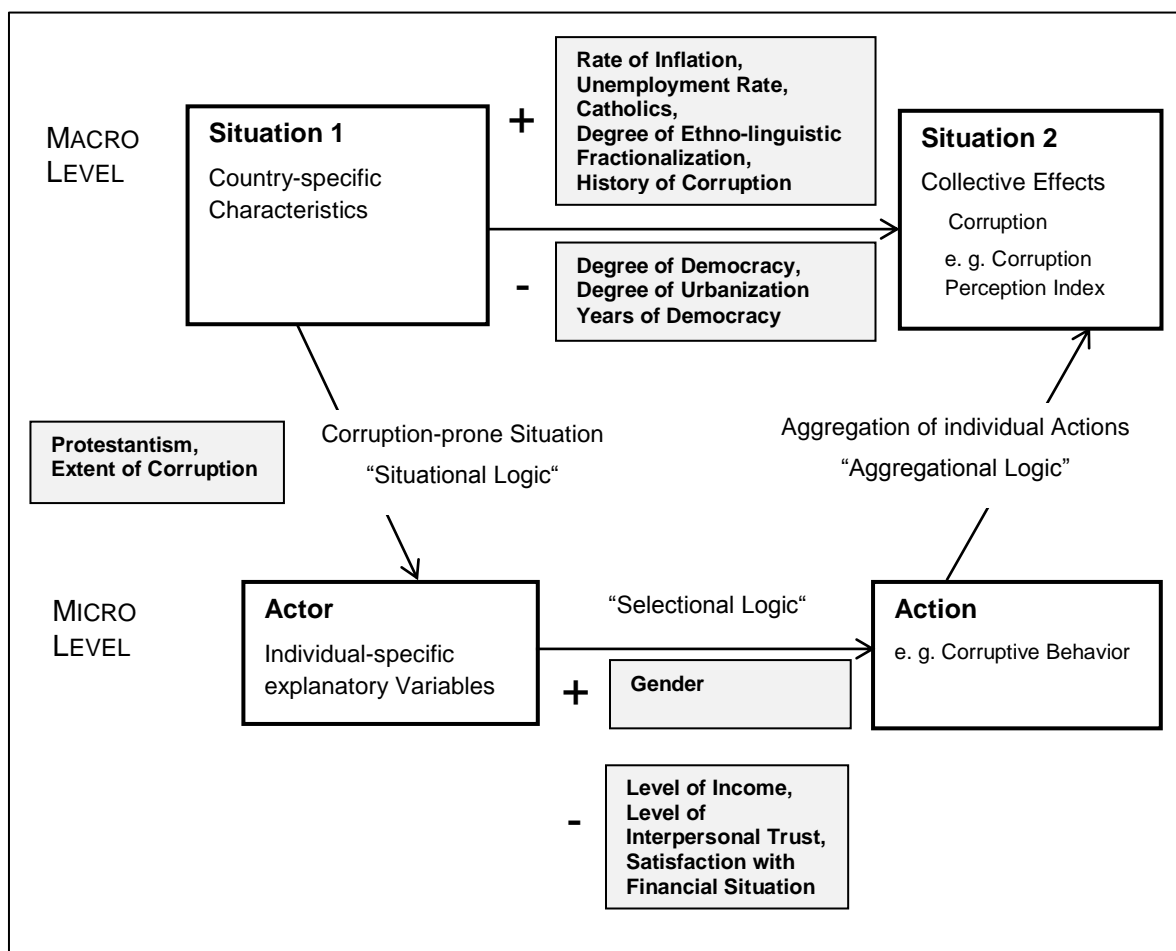 MACRO
LEVEL
Situation 1
Country-specific
Characteristics
+
Rate of Inflation,
Unemployment Rate,
Catholics,
Degree of Ethno-linguistic
Fractionalization,
History of Corruption
-
Degree of Democracy,
Degree of Urbanization
Years of Democracy
Situation 2
Collective Effects
Corruption
e. g. Corruption
Perception Index
Protestantism,
Extent of Corruption
Corruption-prone Situation
“Situational Logic“
Aggregation of individual Actions
“Aggregational Logic”
MICRO
LEVEL
Actor
Individual-specific
explanatory Variables
“Selectional Logic“
+
Gender
-
Level of Income,
Level of
Interpersonal Trust,
Satisfaction with
Financial Situation
Action
e. g. Corruptive Behavior